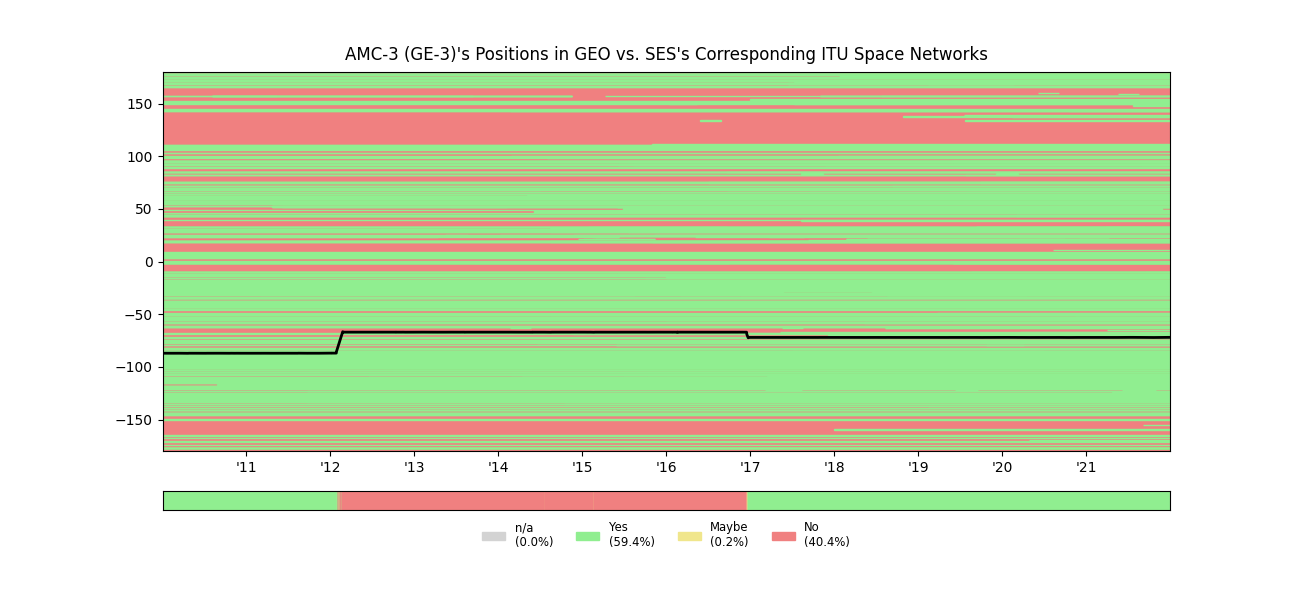 AMC-3 (GE-3)'s Positions in GEO vs. SES's Corresponding ITU Space Networks
150
100
50
0
−50
−100
−150
'11 '12 '13 '14 '15 '16 '17 '18 '19 '20 '21
n/a Yes Maybe No
(0.0%) (59.4%) (0.2%) (40.4%)